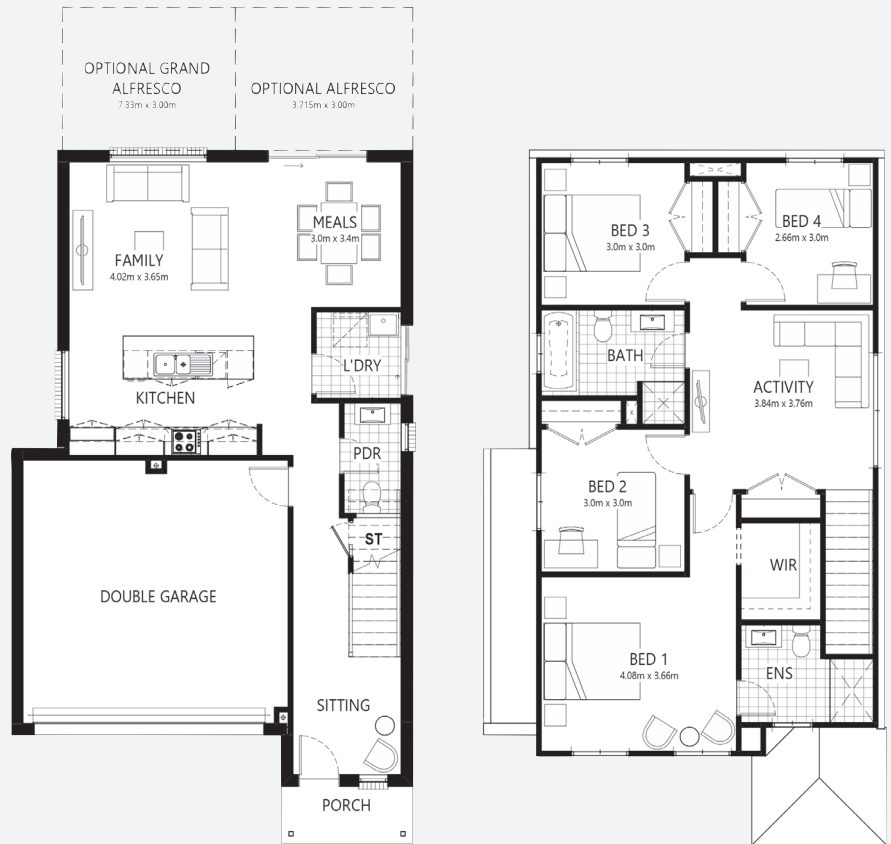 OPTIONAL GRAND
ALFRESCO
7.33m x 3.00m
OPTIONAL ALFRESCO
3.715m x 3.00m
MEALS
3.0m x 3.4m
FAMILY
4.02m x 3.65m
L'DRY
KITCHEN
PDR
ST
DOUBLE GARAGE
SITTING
PORCH
BED 3
3.0m x 3.0m
BED 4
2.66m x 3.0m
BATH
ACTIVITY
3.84m x 3.76m
BED 2
3.0m x 3.0m
WIR
BED 1
4.08m x 3.66m
ENS